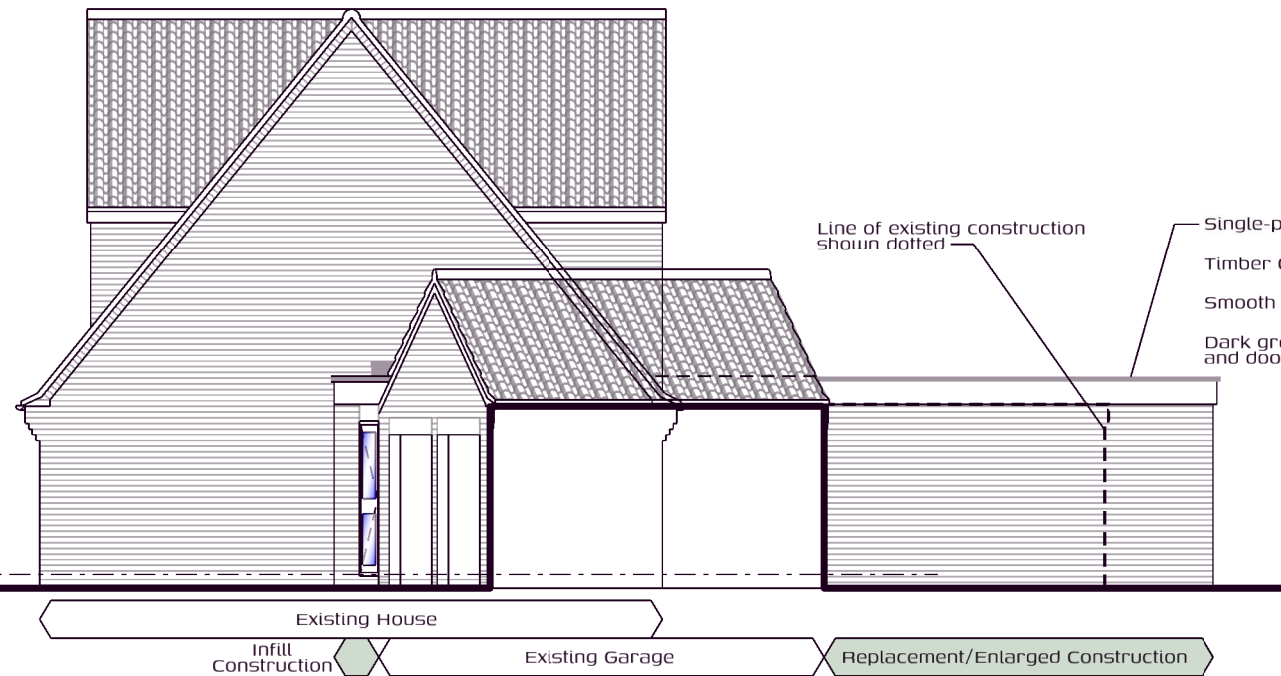 Line of existing construction
shown dotted
Single-p
Timber
Smooth
Dark gr
and doo
Existing House
Infill
Construction
Existing Garage
Replacement/Enlarged Construction